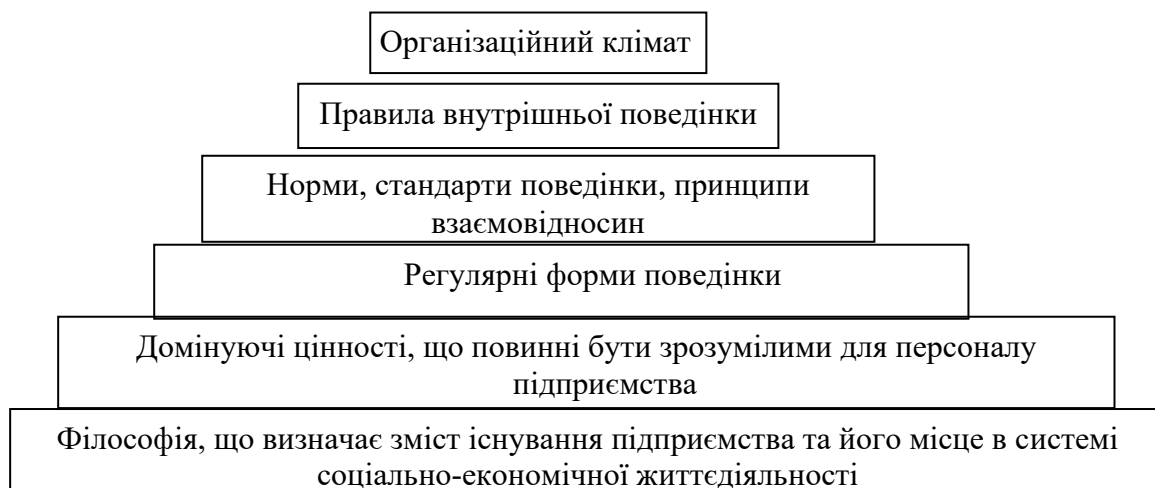 Організаційний клімат
Правила внутрішньої поведінки
Норми, стандарти поведінки, принципи
взаємовідносин
Регулярні форми поведінки
Домінуючі цінності, що повинні бути зрозумілими для персоналу
підприємства
Філософія, що визначає зміст існування підприємства та його місце в системі
соціально-економічної життєдіяльності